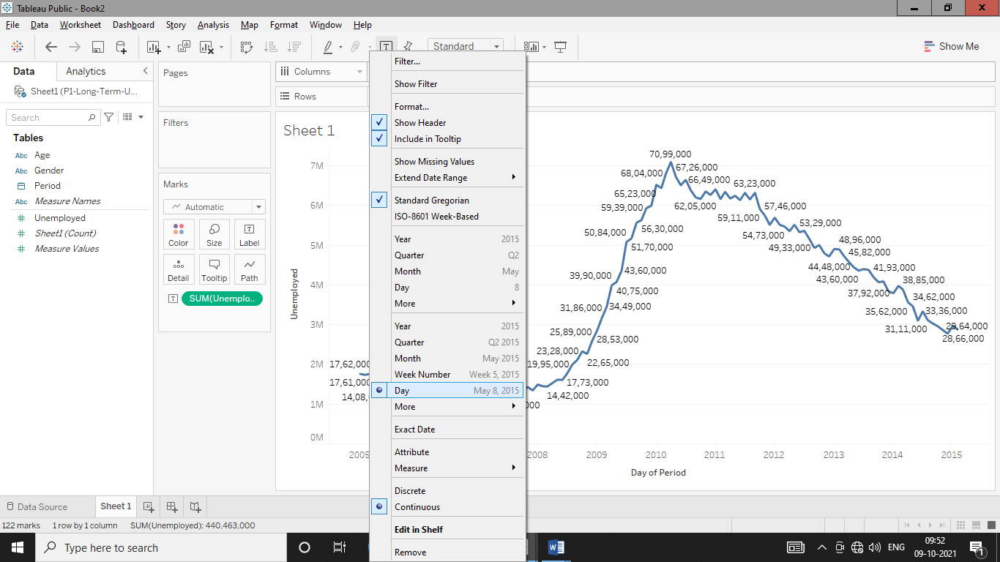 Tableau Public - Book2
File Data Worksheet Dashboard Story Analysis Map Format Window Help
Standard
Show Me
Data Analytics
Sheet1 (P1-Long-Term-U...
Search
Tables
Abc Age
Abc Gender
Period
Abc Measure Names
Unemployed
Sheet1 (Count)
Measure Values
Pages
Filters
Marks
Automatic
Color Size Label
Detail Tooltip Path
SUM(Unemplo..
Columns
Rows
Sheet 1
Filter...
Show Filter
Format...
Show Header
Include in Tooltip
Show Missing Values
Extend Date Range
Standard Gregorian
ISO-8601 Week-Based
Year 2015
Quarter Q2
Month May
Day 8
More
Year 2015
Quarter Q2 2015
Month May 2015
Week Number Week 5, 2015
Day May 8, 2015
More
Exact Date
Attribute
Measure
Discrete
Continuous
Edit in Shelf
Remove
Unemployed
7M
6M
5M
4M
3M
2M
1M
0M
17,62,000
17,61,000
14,08,
70,99,000
67,26,000
68,04,000
66,49,000
63,23,000
65,23,000
62,05,000
57,46,000
59,39,000
59,11,000
53,29,000
56,30,000
50,84,000
54,73,000
48,96,000
51,70,000
49,33,000
45,82,000
44,48,000
41,93,000
43,60,000
39,90,000
43,60,000
38,85,000
40,75,000
37,92,000
34,62,000
31,86,000
34,49,000
35,62,000
33,36,000
25,89,000
31,11,000
29,64,000
28,53,000
28,66,000
23,28,000
22,65,000
19,95,000
17,73,000
14,42,000
2005 2008 2009 2010 2011 2012 2013 2014 2015
Day of Period
Data Source Sheet 1
122 marks 1 row by 1 column SUM(Unemployed): 440,463,000
Type here to search
ENG
09:52
09-10-2021
1